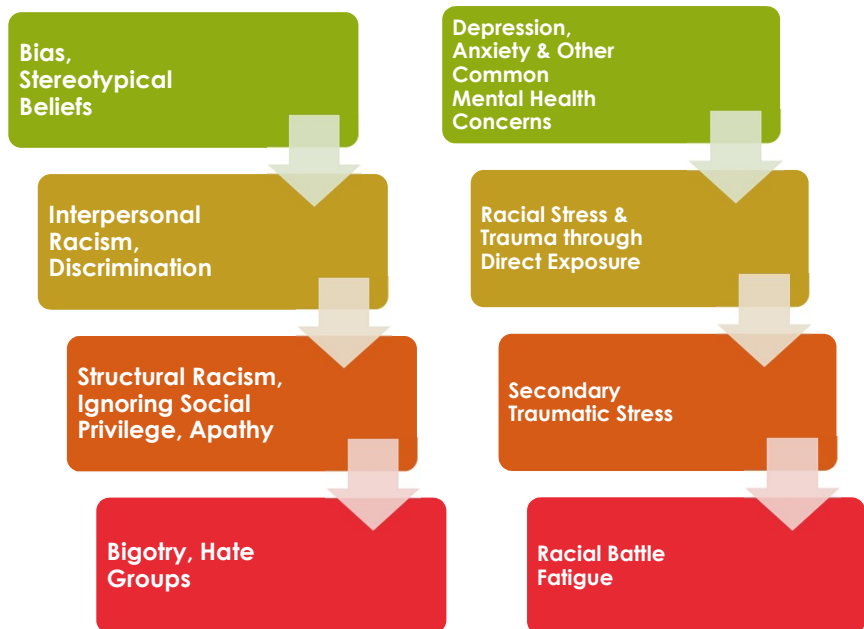 Bias,
Stereotypical
Beliefs
Interpersonal
Racism,
Discrimination
Structural Racism,
Ignoring Social
Privilege, Apathy
Bigotry, Hate
Groups
Depression,
Anxiety & Other
Common
Mental Health
Concerns
Racial Stress &
Trauma through
Direct Exposure
Secondary
Traumatic Stress
Racial Battle
Fatigue